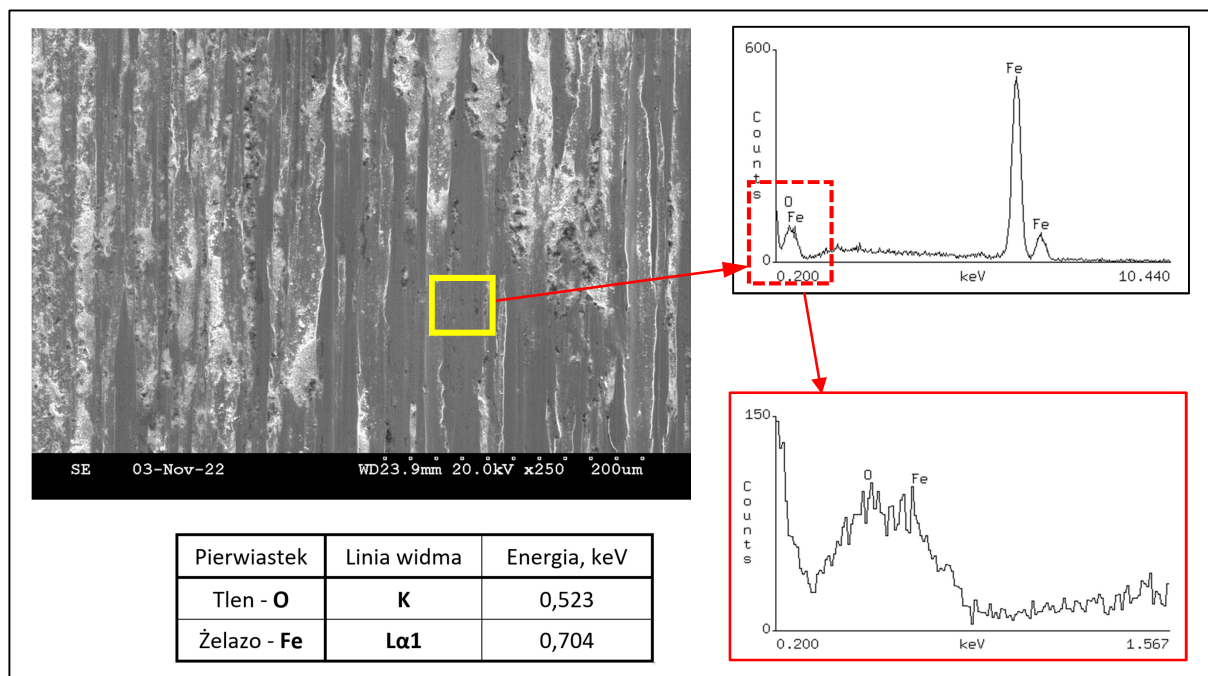 SE 03-Nov-22 WD23.9mm 20.0kV x250 200um
600
Counts
Fe
O
Fe
Fe
0
0.200 keV 10.440
150
Counts
O Fe
0
0.200 keV 1.567
Pierwiastek Linia widma Energia, keV
Tlen - O K 0,523
Żelazo - Fe Lα1 0,704